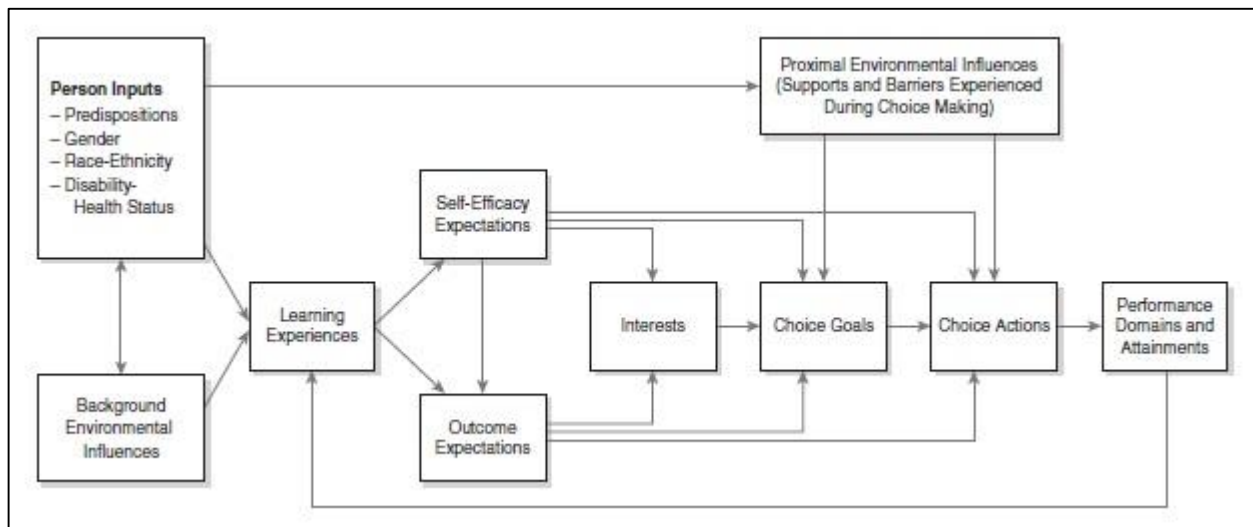 Person Inputs
– Predispositions
– Gender
– Race-Ethnicity
– Disability-
Health Status
Proximal Environmental Influences
(Supports and Barriers Experienced
During Choice Making)
Self-Efficacy
Expectations
Learning
Experiences
Interests
Choice Goals
Choice Actions
Performance
Domains and
Attainments
Background
Environmental
Influences
Outcome
Expectations